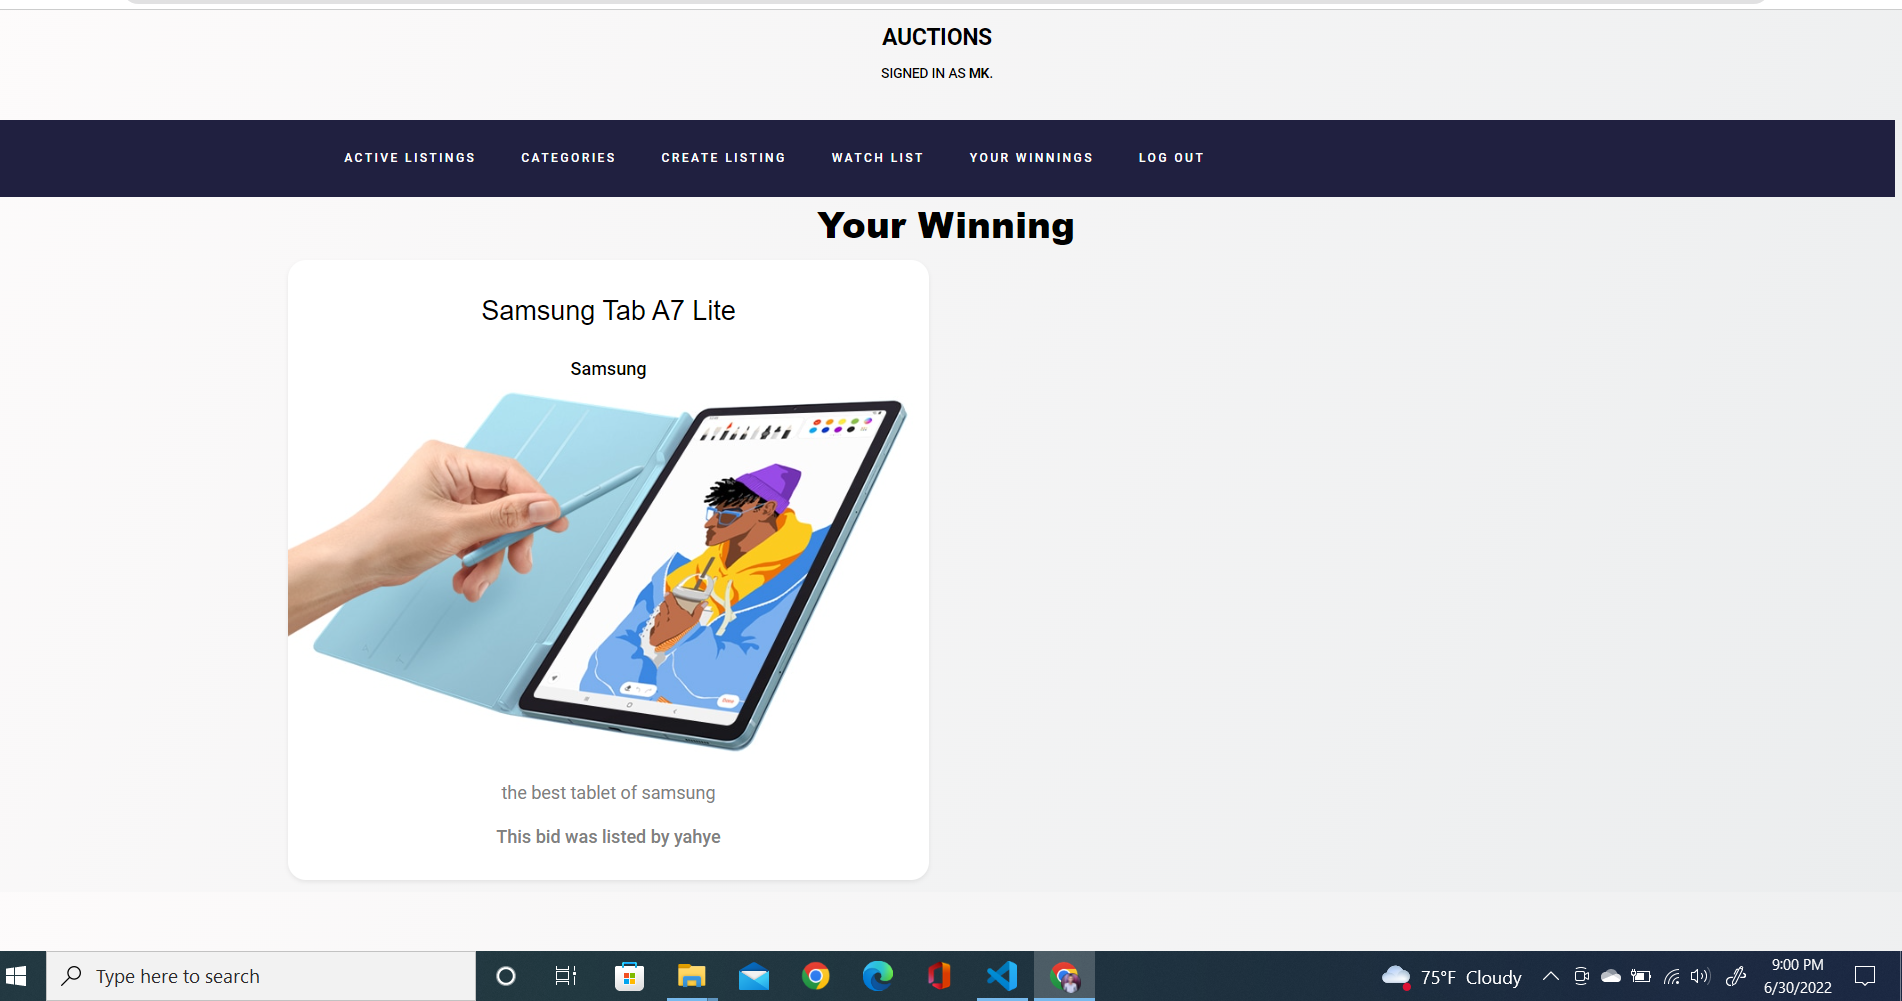 AUCTIONS
SIGNED IN AS MK.
ACTIVE LISTINGS CATEGORIES CREATE LISTING WATCH LIST YOUR WINNINGS LOG OUT
Your Winning
Samsung Tab A7 Lite
Samsung
the best tablet of samsung
This bid was listed by yahye
Type here to search
75°F Cloudy
9:00 PM
6/30/2022